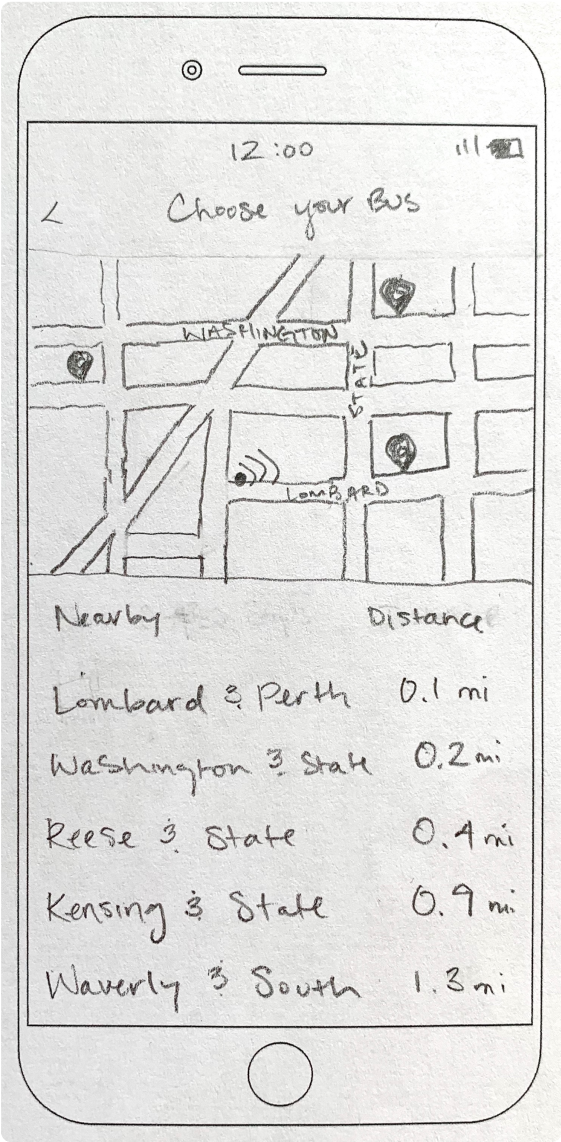 12:00
<
Choose your Bus
WASHINGTON
STATE
LOMBARD
Nearby Distance
Lombard & Perth 0.1 mi
Washington & State 0.2 mi
Reese & State 0.4 mi
Kensing & State 0.9 mi
Waverly & South 1.3 mi